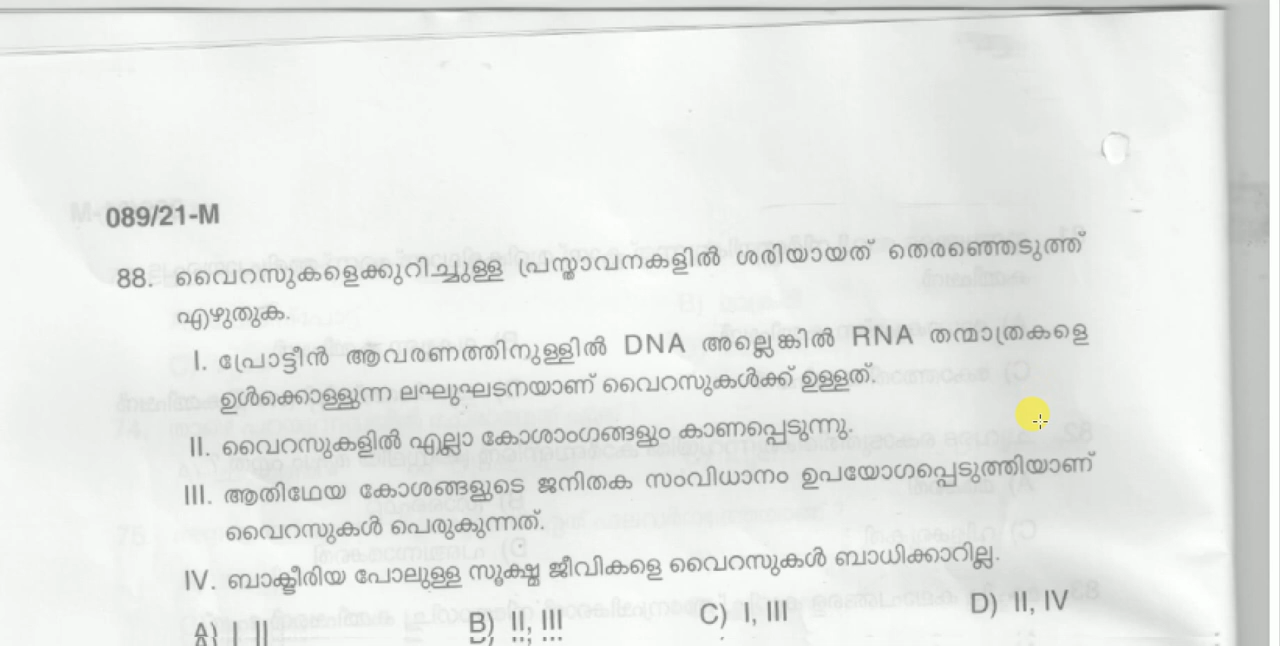 089/21-M
88. വൈറസുകളെക്കുറിച്ചുള്ള പ്രസ്താവനകളിൽ ശരിയായത് തെരഞ്ഞെടുത്ത്
എഴുതുക.
I. പ്രോട്ടീൻ ആവരണത്തിനുള്ളിൽ DNA അല്ലെങ്കിൽ RNA തന്മാത്രകളെ
ഉൾക്കൊള്ളുന്ന ലഘുഘടനയാണ് വൈറസുകൾക്ക് ഉള്ളത്.
II. വൈറസുകളിൽ എല്ലാ കോശാംഗങ്ങളും കാണപ്പെടുന്നു.
III. ആതിഥേയ കോശങ്ങളുടെ ജനിതക സംവിധാനം ഉപയോഗപ്പെടുത്തിയാണ്
വൈറസുകൾ പെരുകുന്നത്.
IV. ബാക്ടീരിയ പോലുള്ള സൂക്ഷ്മ ജീവികളെ വൈറസുകൾ ബാധിക്കാറില്ല.
A) I, II B) II, III C) I, III D) II, IV